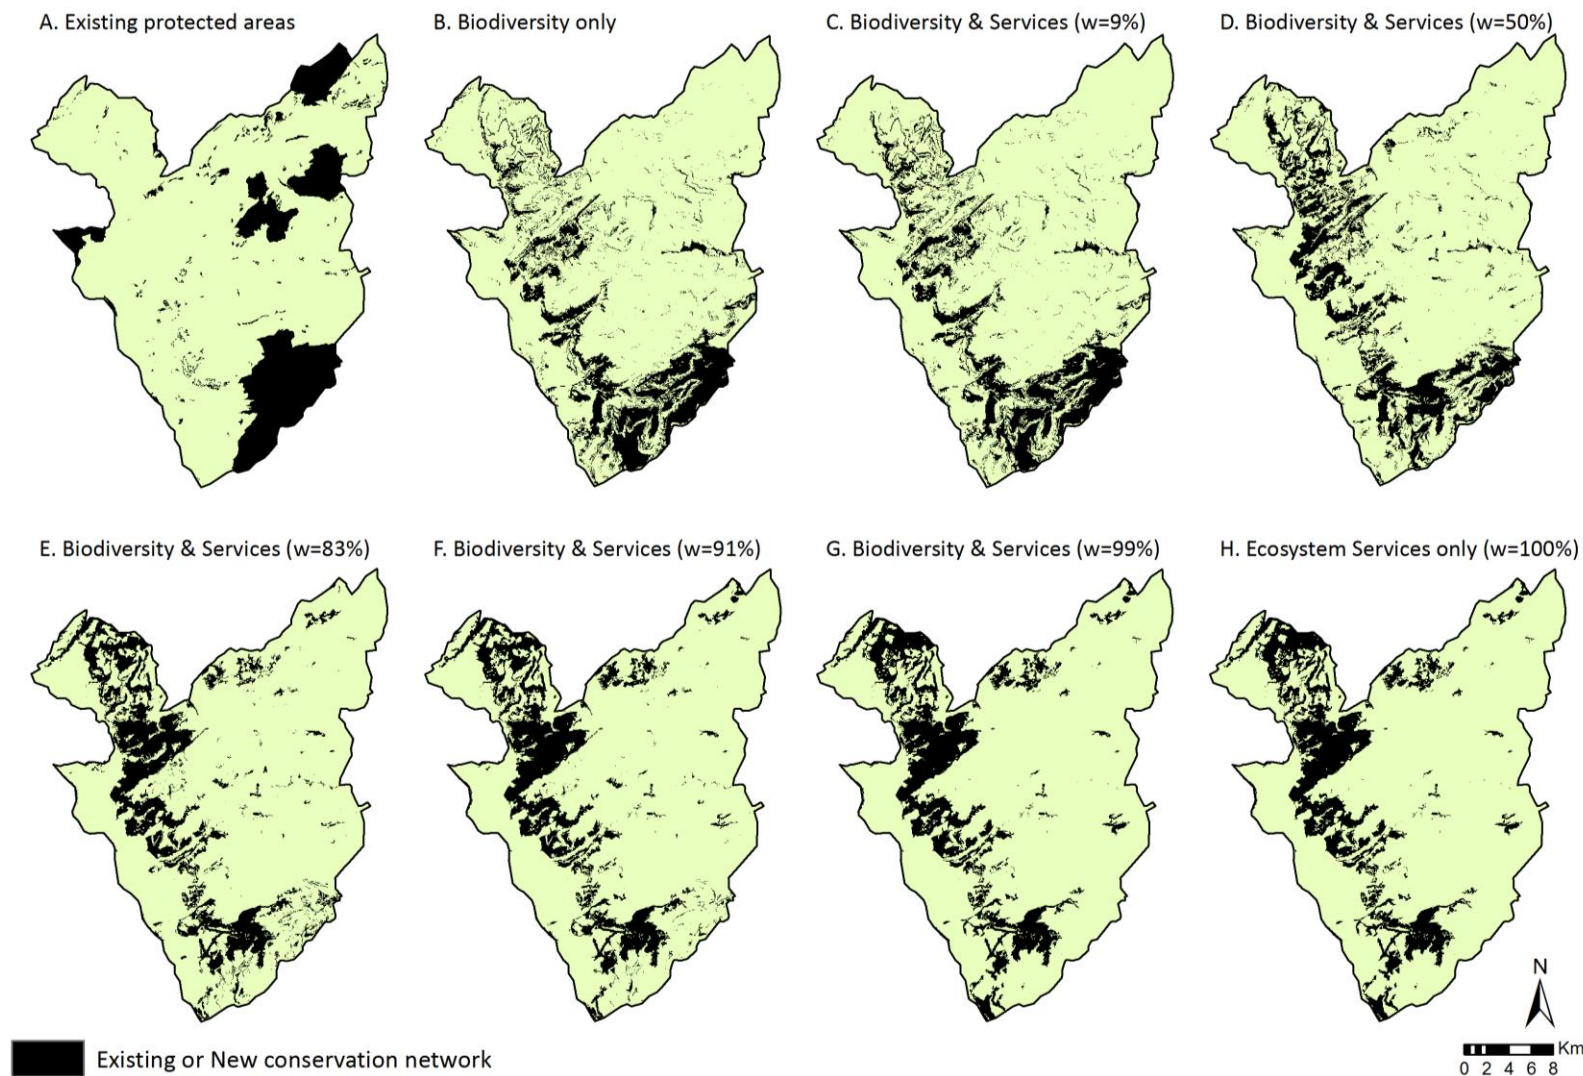 A. Existing protected areas
B. Biodiversity only
C. Biodiversity & Services (w=9%)
D. Biodiversity & Services (w=50%)
E. Biodiversity & Services (w=83%)
F. Biodiversity & Services (w=91%)
G. Biodiversity & Services (w=99%)
H. Ecosystem Services only (w=100%)
N
Existing or New conservation network
Km
0 2 4 6 8